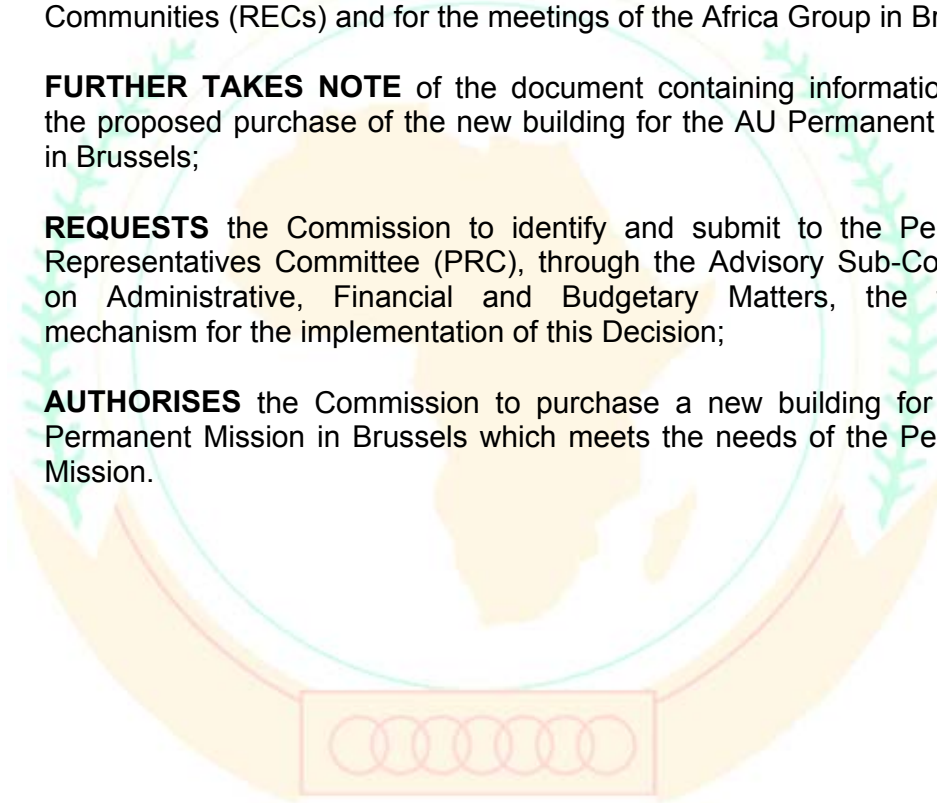 Communities (RECs) and for the meetings of the Africa Group in Br
FURTHER TAKES NOTE of the document containing informatio
the proposed purchase of the new building for the AU Permanent
in Brussels;
REQUESTS the Commission to identify and submit to the Pe
Representatives Committee (PRC), through the Advisory Sub-Co
on Administrative, Financial and Budgetary Matters, the
mechanism for the implementation of this Decision;
AUTHORISES the Commission to purchase a new building for
Permanent Mission in Brussels which meets the needs of the Pe
Mission.